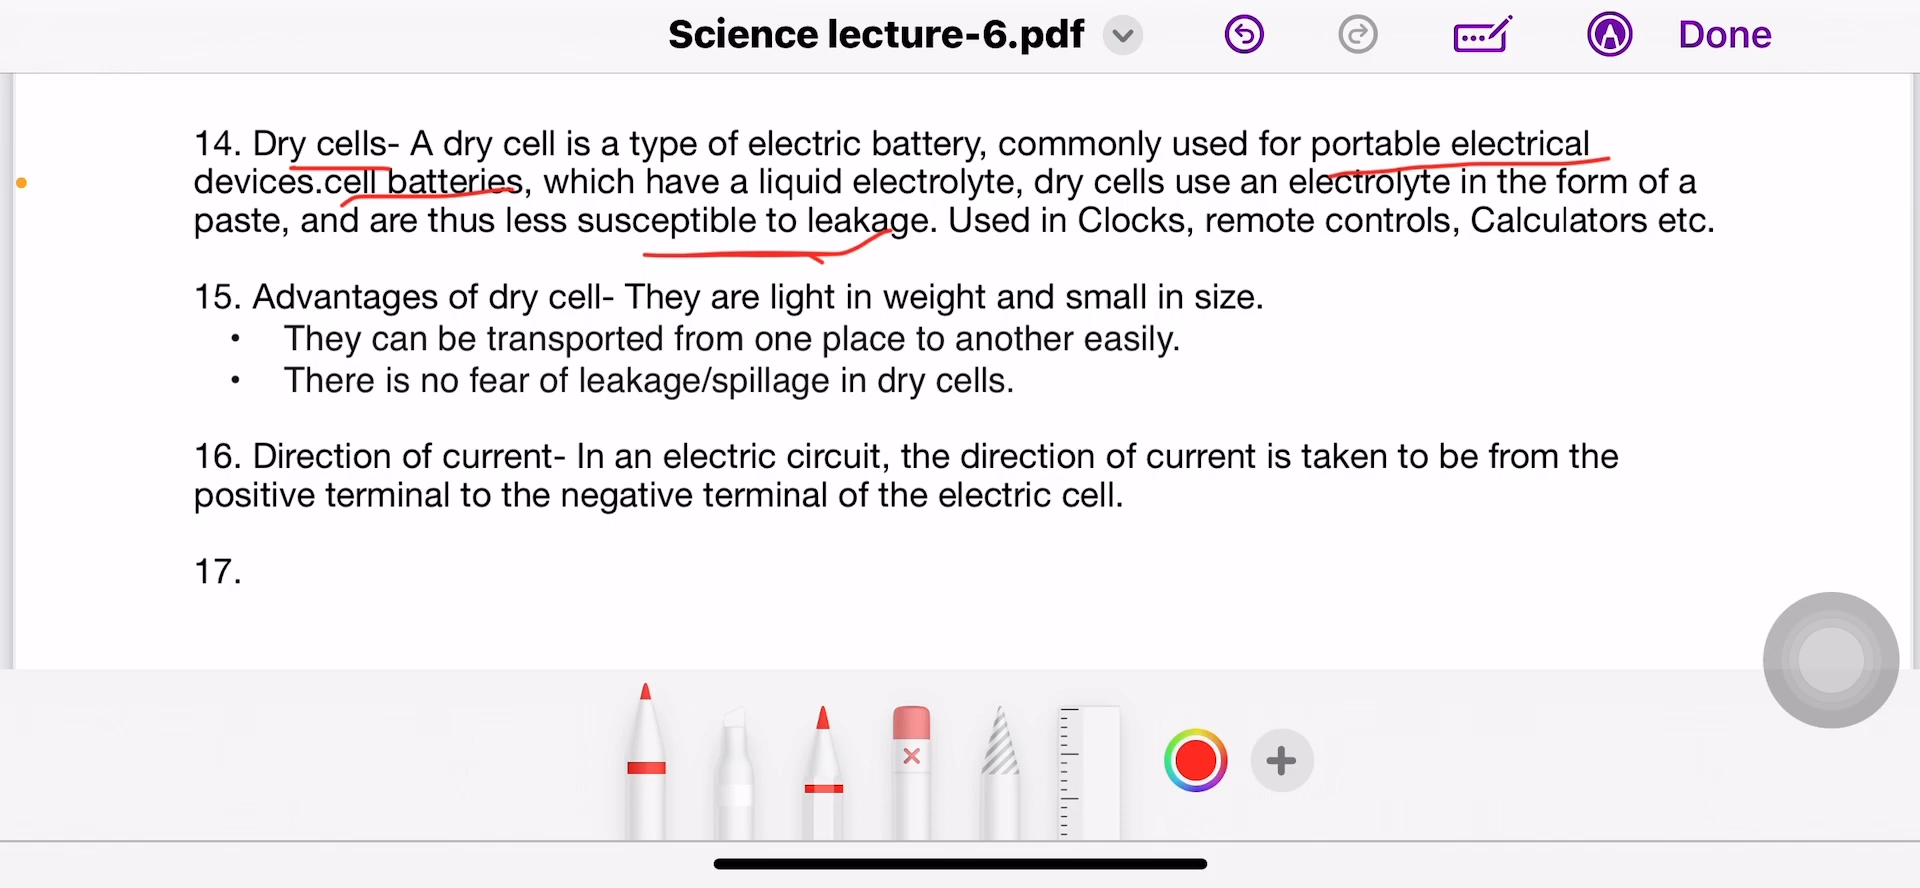 Science lecture-6.pdf
Done
14. Dry cells- A dry cell is a type of electric battery, commonly used for portable electrical
devices.cell batteries, which have a liquid electrolyte, dry cells use an electrolyte in the form of a
paste, and are thus less susceptible to leakage. Used in Clocks, remote controls, Calculators etc.
15. Advantages of dry cell- They are light in weight and small in size.
• They can be transported from one place to another easily.
• There is no fear of leakage/spillage in dry cells.
16. Direction of current- In an electric circuit, the direction of current is taken to be from the
positive terminal to the negative terminal of the electric cell.
17.